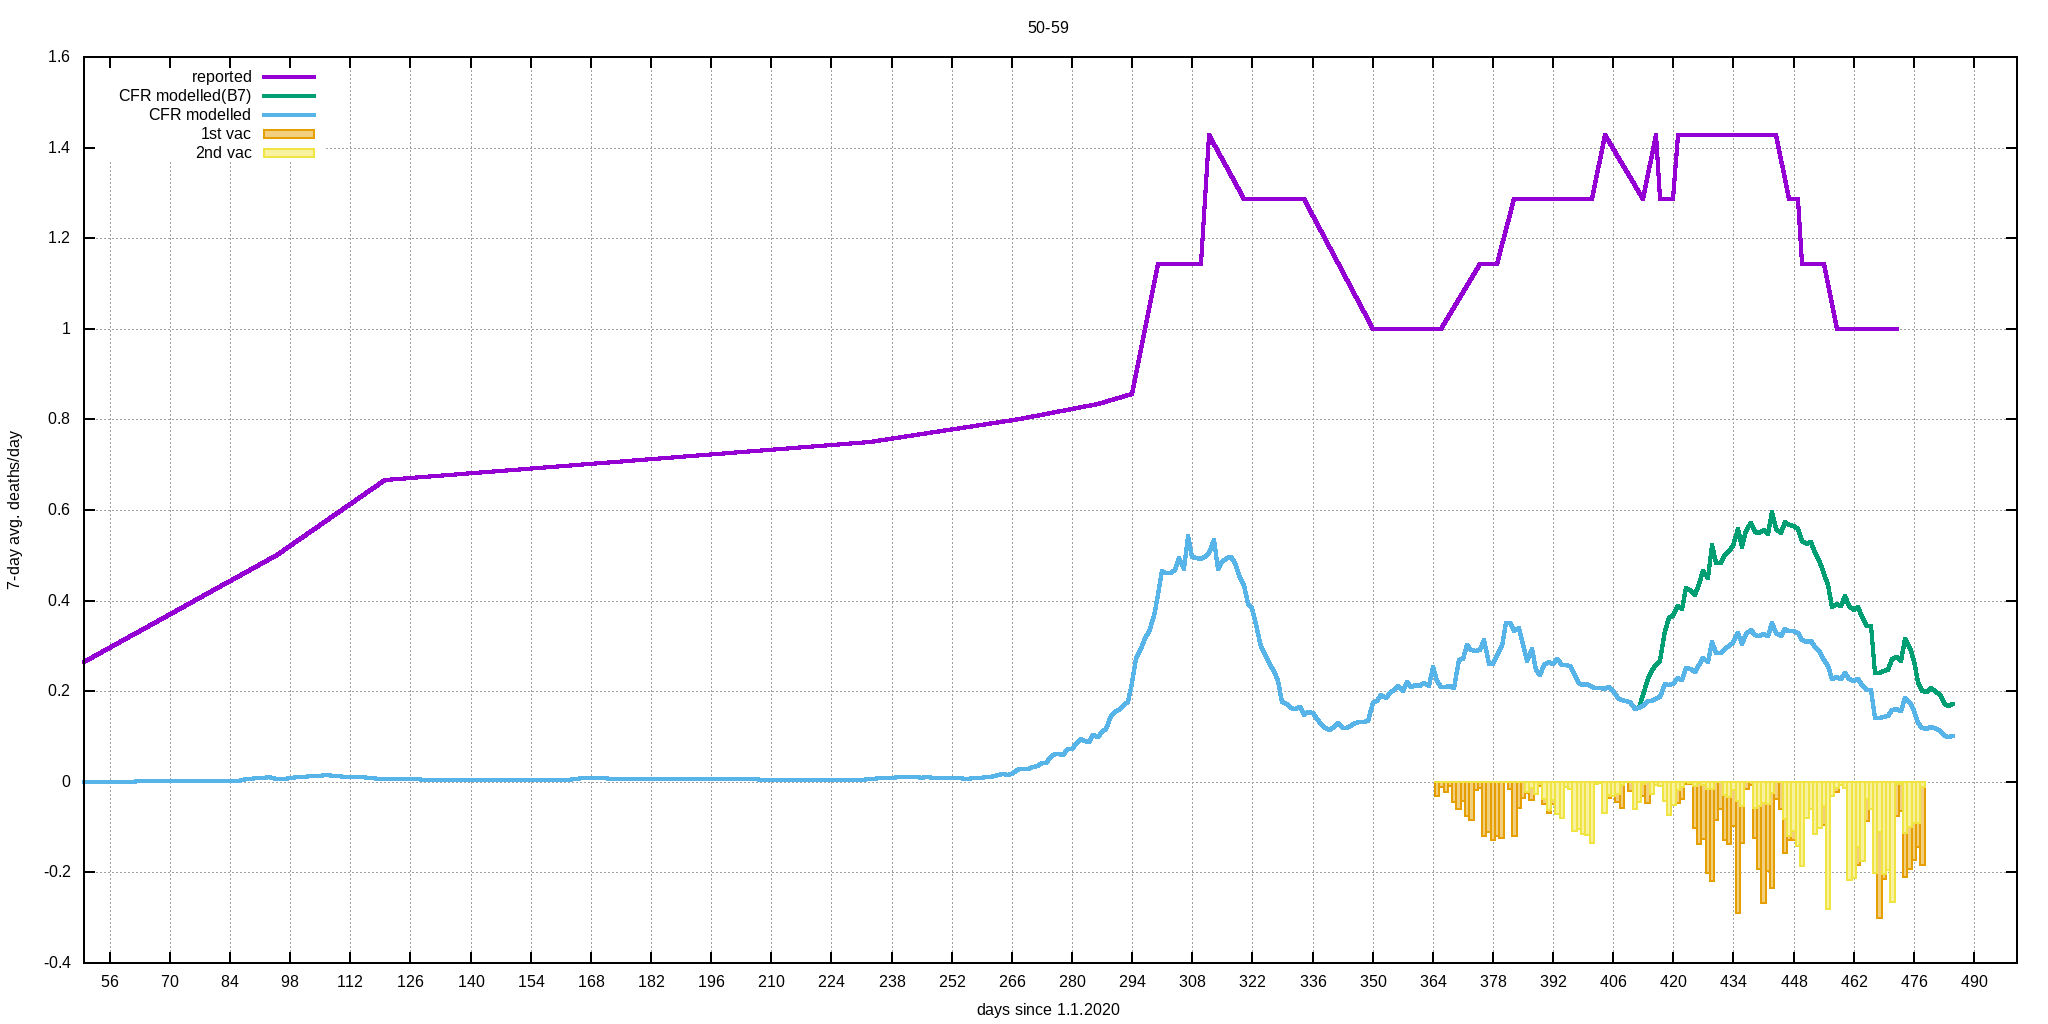 50-59
1.6
1.4
1.2
1
0.8
0.6
0.4
0.2
0
-0.2
-0.4
7-day avg. deaths/day
reported
CFR modelled(B7)
CFR modelled
1st vac
2nd vac
56 70 84 98 112 126 140 154 168 182 196 210 224 238 252 266 280 294 308 322 336 350 364 378 392 406 420 434 448 462 476 490
days since 1.1.2020